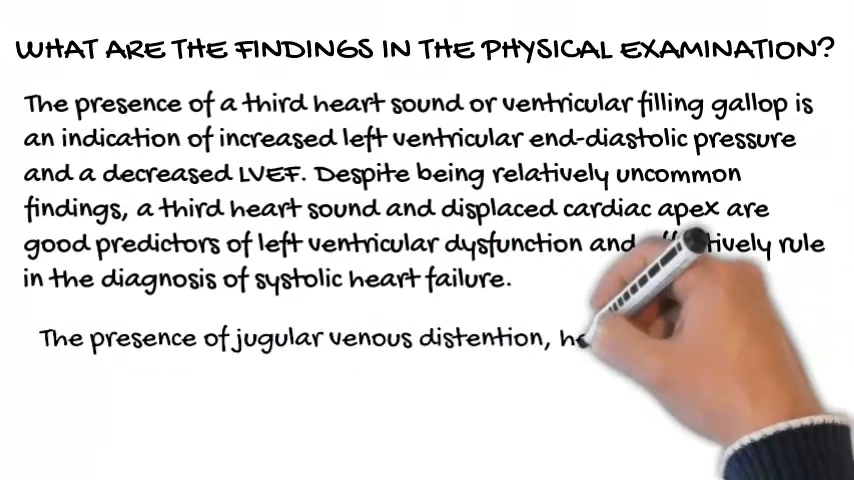 WHAT ARE THE FINDINGS IN THE PHYSICAL EXAMINATION?
The presence of a third heart sound or ventricular filling gallop is
an indication of increased left ventricular end-diastolic pressure
and a decreased LVEF. Despite being relatively uncommon
findings, a third heart sound and displaced cardiac apex are
good predictors of left ventricular dysfunction and rule
in the diagnosis of systolic heart failure.
The presence of jugular venous distention,